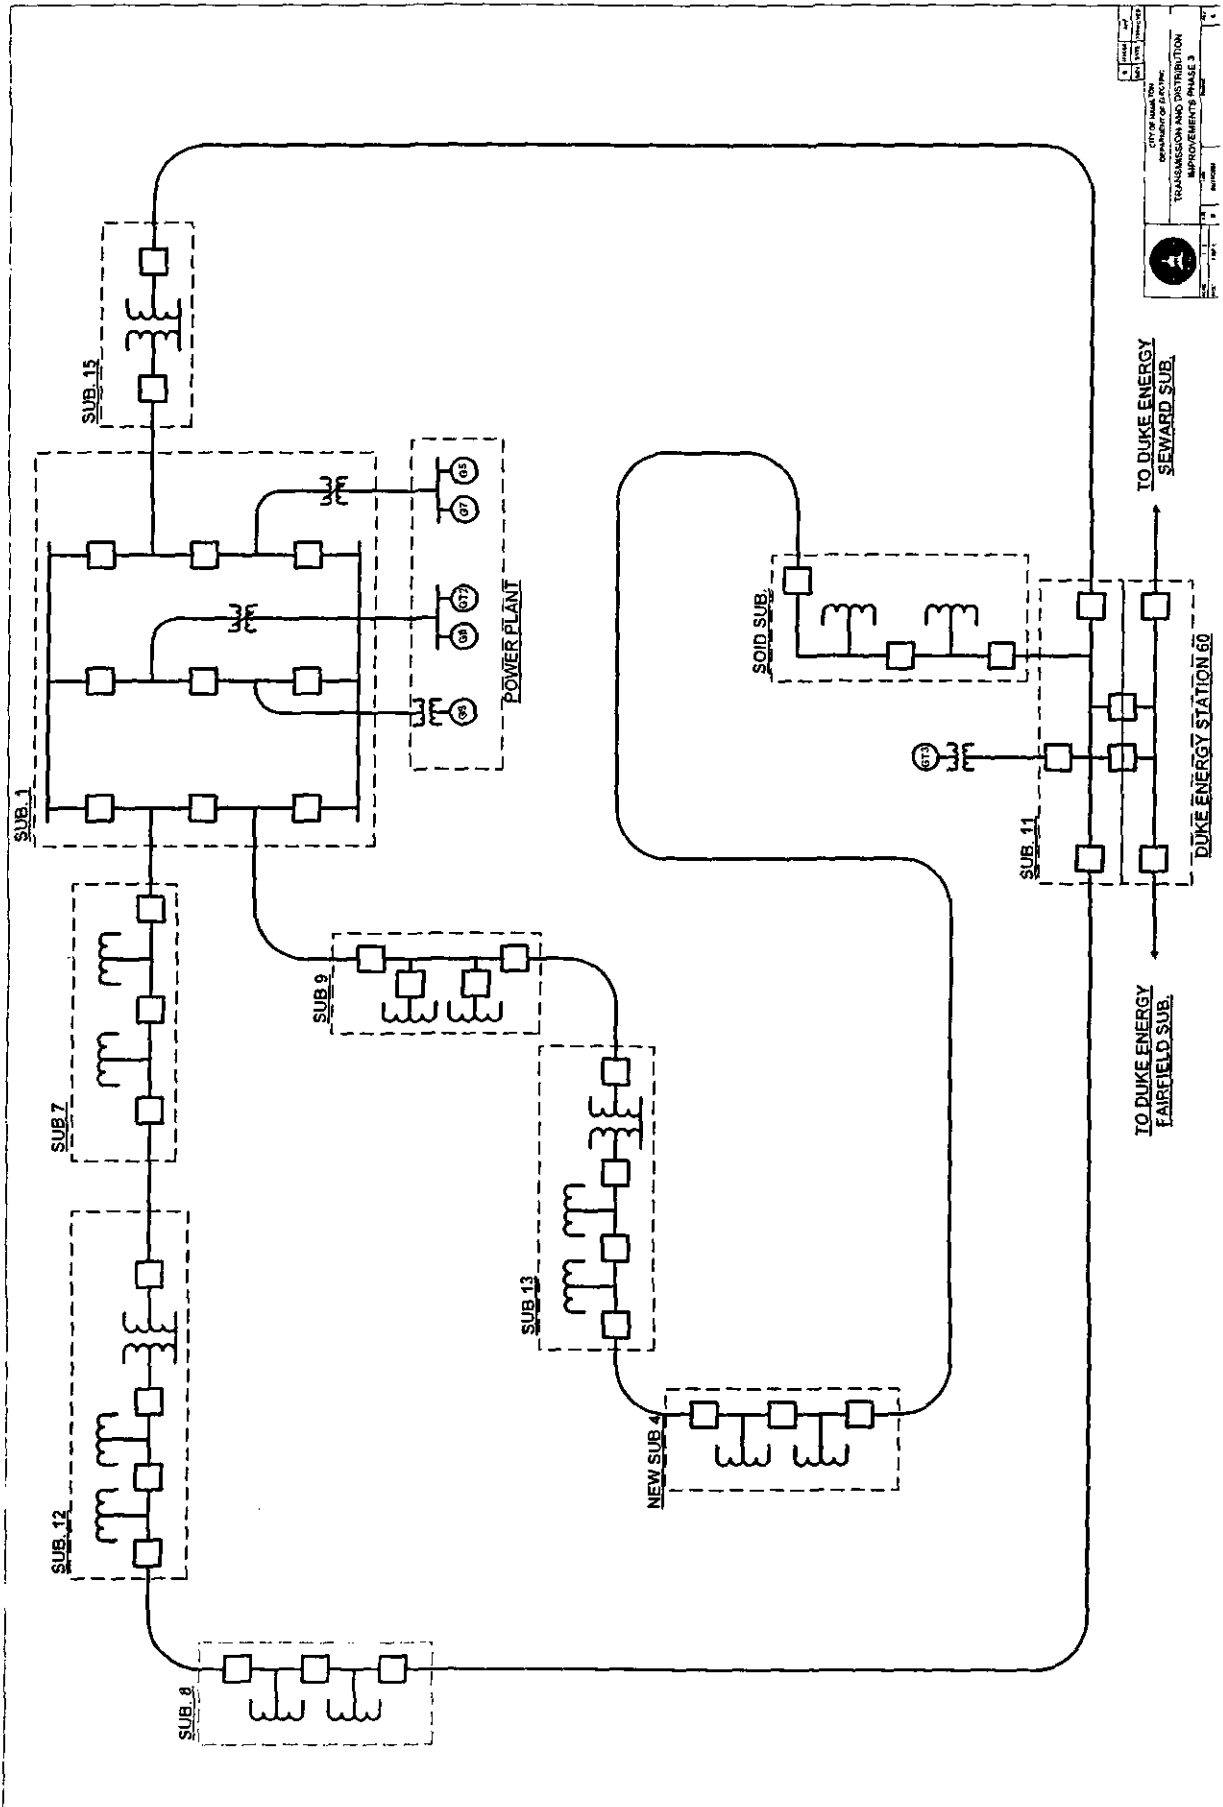 SUB. 8
SUB. 12
SUB 7
SUB. 1
SUB. 15
SUB 9
SUB 13
NEW SUB 4
G7
G5
GT2
POWER PLANT
SOID SUB.
GT3
SUB. 11
DUKE ENERGY STATION 60
TO DUKE ENERGY
FAIRFIELD SUB.
TO DUKE ENERGY
SEWARD SUB.
CITY OF HAMILTON
DEPARTMENT OF ELECTRIC
TRANSMISSION AND DISTRIBUTION
IMPROVEMENTS PHASE 3